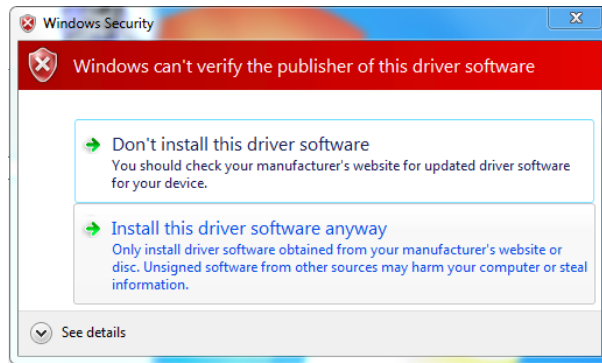 Windows Security
Windows can't verify the publisher of this driver software
Don't install this driver software
You should check your manufacturer's website for updated driver software
for your device.
Install this driver software anyway
Only install driver software obtained from your manufacturer's website or
disc. Unsigned software from other sources may harm your computer or steal
information.
See details